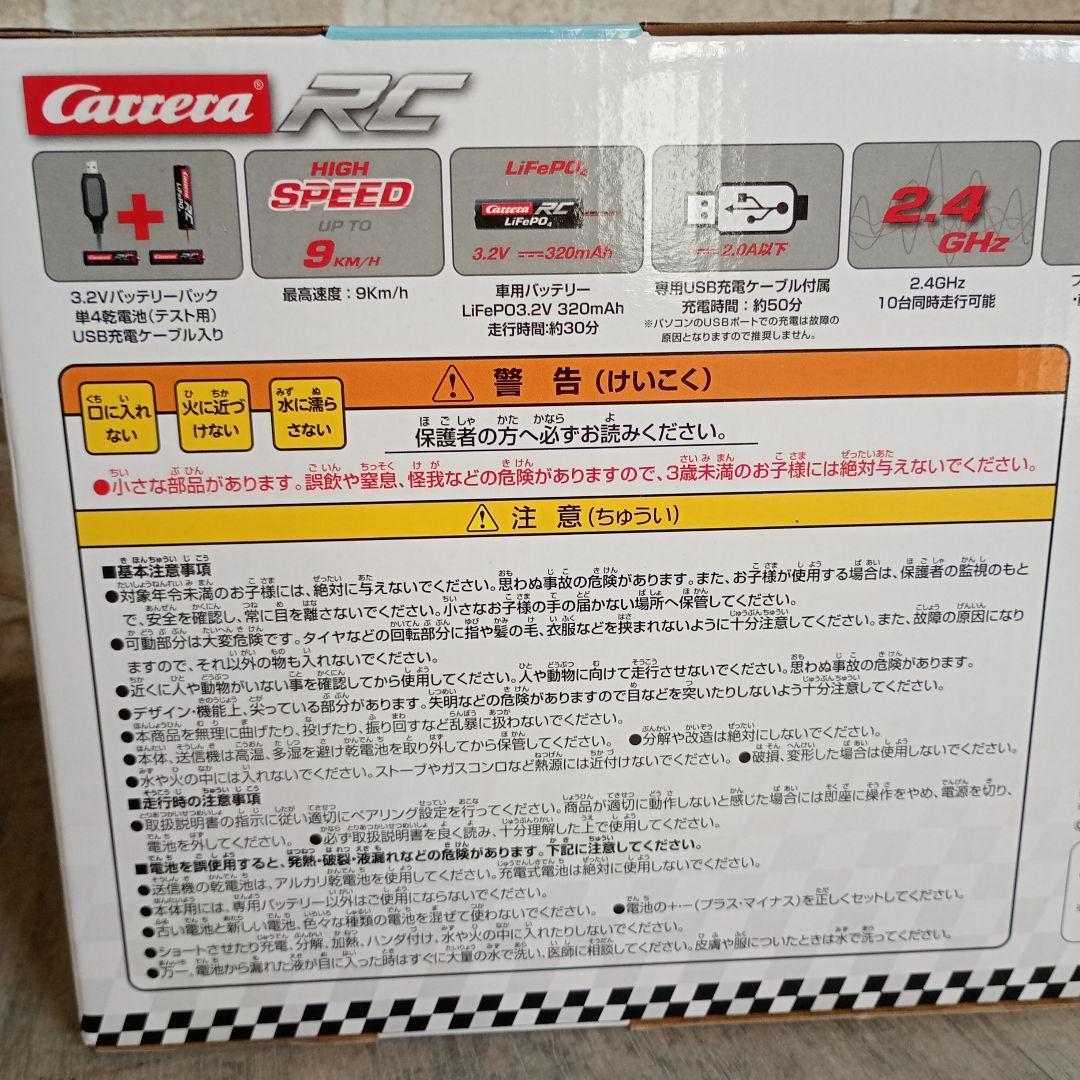 Carrera® RC
HIGH
SPEED
UP TO
9 KM/H
LiFePO4
Carrera RC
LiFePO4
3.2V 320mAh
2.0A以下
2.4
GHz
3.2Vバッテリーパック
単4乾電池(テスト用)
USB充電ケーブル入り
最高速度：9Km/h
車用バッテリー
LiFePO3.2V 320mAh
走行時間:約30分
専用USB充電ケーブル付属
充電時間：約50分
※パソコンのUSBポートでの充電は故障の
原因となりますので推奨しません。
2.4GHz
10台同時走行可能
口に入れ
ない
火に近づ
けない
水に濡ら
さない
警 告 (けいこく)
保護者の方へ必ずお読みください。
●小さな部品があります。誤飲や窒息、怪我などの危険がありますので、3歳未満のお子様には絶対与えないでください。
注 意 (ちゅうい)
■基本注意事項
●対象年令未満のお子様には、絶対に与えないでください。思わぬ事故の危険があります。また、お子様が使用する場合は、保護者の監視のもと
で、安全を確認し、常に目を離さないでください。小さなお子様の手の届かない場所へ保管してください。
●可動部分は大変危険です。タイヤなどの回転部分に指や髪の毛、衣服などを挟まれないように十分注意してください。また、故障の原因になり
ますので、それ以外の物も入れないでください。
●近くに人や動物がいない事を確認してから使用してください。人や動物に向けて走行させないでください。思わぬ事故の危険があります。
●デザイン・機能上、尖っている部分があります。失明などの危険がありますので目などを突いたりしないよう十分注意してください。
●本商品を無理に曲げたり、投げたり、振り回すなど乱暴に扱わないでください。
●本体、送信機は高温、多湿を避け乾電池を取り外してから保管してください。 ●分解や改造は絶対にしないでください。
●水や火の中には入れないでください。ストーブやガスコンロなど熱源には近付けないでください。 ●破損、変形した場合は使用しないでください。
■走行時の注意事項
●取扱説明書の指示に従い適切にペアリング設定を行ってください。商品が適切に動作しないと感じた場合には即座に操作をやめ、電源を切り、
電池を外してください。 ●必ず取扱説明書を良く読み、十分理解した上で使用してください。
■電池を誤使用すると、発熱・破裂・液漏れなどの危険があります。下記に注意してください。
●送信機の乾電池は、アルカリ乾電池を使用してください。充電式電池は絶対に使用しないでください。
●本体用には、専用バッテリー以外はご使用にならないでください。
●古い電池と新しい電池、色々な種類の電池を混ぜて使わないでください。 ●電池の＋－(プラス・マイナス)を正しくセットしてください。
●ショートさせたり充電、分解、加熱、ハンダ付け、水や火の中に入れたりしないでください。
●万一、電池から漏れた液が目に入った時はすぐに大量の水で洗い、医師に相談してください。皮膚や服についたときは水で洗ってください。